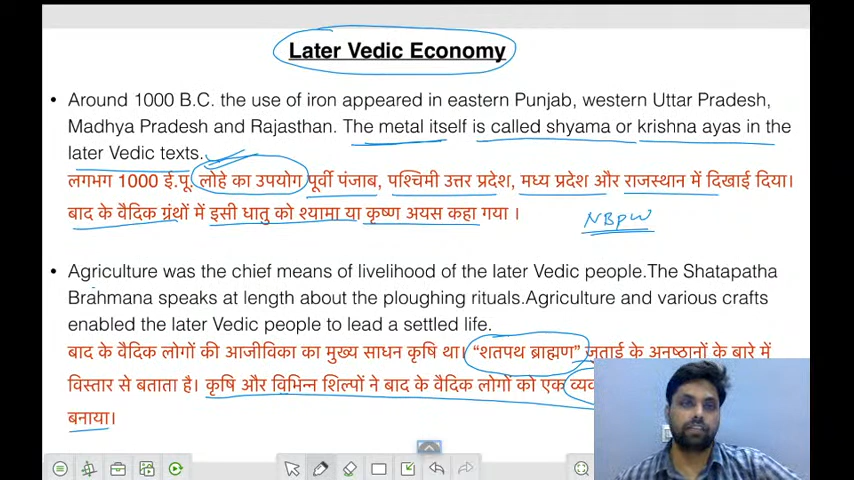 Later Vedic Economy
• Around 1000 B.C. the use of iron appeared in eastern Punjab, western Uttar Pradesh,
Madhya Pradesh and Rajasthan. The metal itself is called shyama or krishna ayas in the
later Vedic texts.
लगभग 1000 ई.पू. लोहे का उपयोग पूर्वी पंजाब, पश्चिमी उत्तर प्रदेश, मध्य प्रदेश और राजस्थान में दिखाई दिया।
बाद के वैदिक ग्रंथों में इसी धातु को श्यामा या कृष्ण अयस कहा गया ।
NBPW
• Agriculture was the chief means of livelihood of the later Vedic people.The Shatapatha
Brahmana speaks at length about the ploughing rituals.Agriculture and various crafts
enabled the later Vedic people to lead a settled life.
बाद के वैदिक लोगों की आजीविका का मुख्य साधन कृषि था। "शतपथ ब्राह्मण" जुताई के अनुष्ठानों के बारे में
विस्तार से बताता है। कृषि और विभिन्न शिल्पों ने बाद के वैदिक लोगों को एक
बनाया।